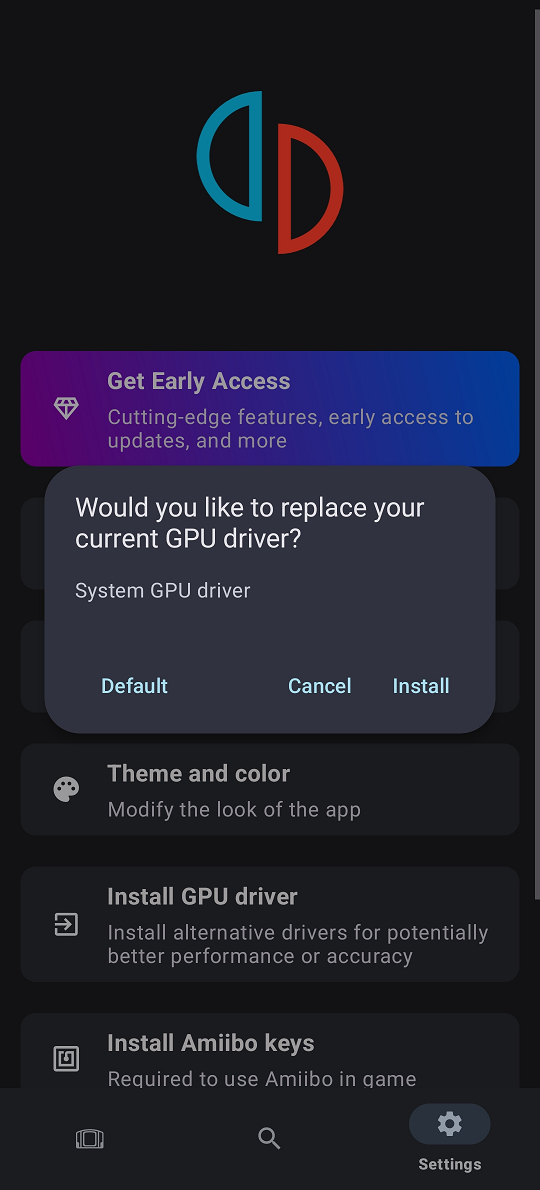 Get Early Access
Cutting-edge features, early access to
updates, and more
Would you like to replace your
current GPU driver?
System GPU driver
Default
Cancel
Install
Theme and color
Modify the look of the app
Install GPU driver
Install alternative drivers for potentially
better performance or accuracy
Install Amiibo keys
Required to use Amiibo in game
Settings